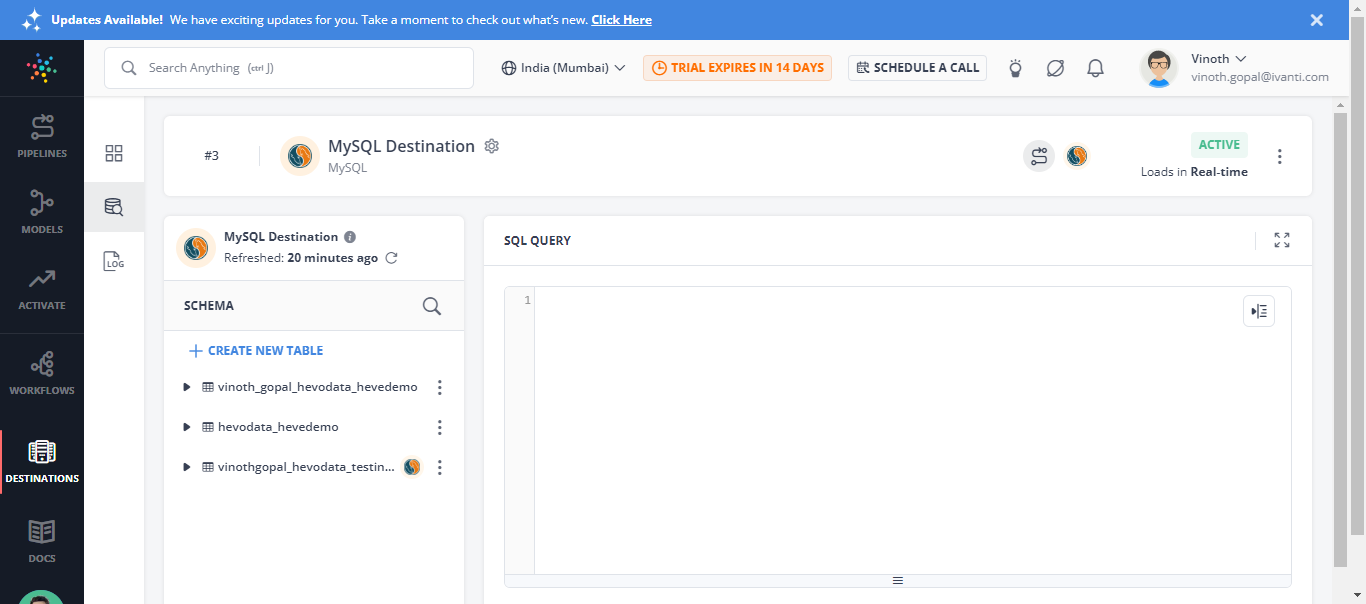 Updates Available! We have exciting updates for you. Take a moment to check out what's new. Click Here
Search Anything (ctrl J)
India (Mumbai)
TRIAL EXPIRES IN 14 DAYS
SCHEDULE A CALL
Vinoth
vinoth.gopal@ivanti.com
PIPELINES
MODELS
ACTIVATE
WORKFLOWS
DESTINATIONS
DOCS
LOG
#3
MySQL Destination
MySQL
ACTIVE
Loads in Real-time
MySQL Destination
Refreshed: 20 minutes ago
SCHEMA
CREATE NEW TABLE
vinoth_gopal_hevodata_hevedemo
hevodata_hevedemo
vinothgopal_hevodata_testin...
SQL QUERY
1